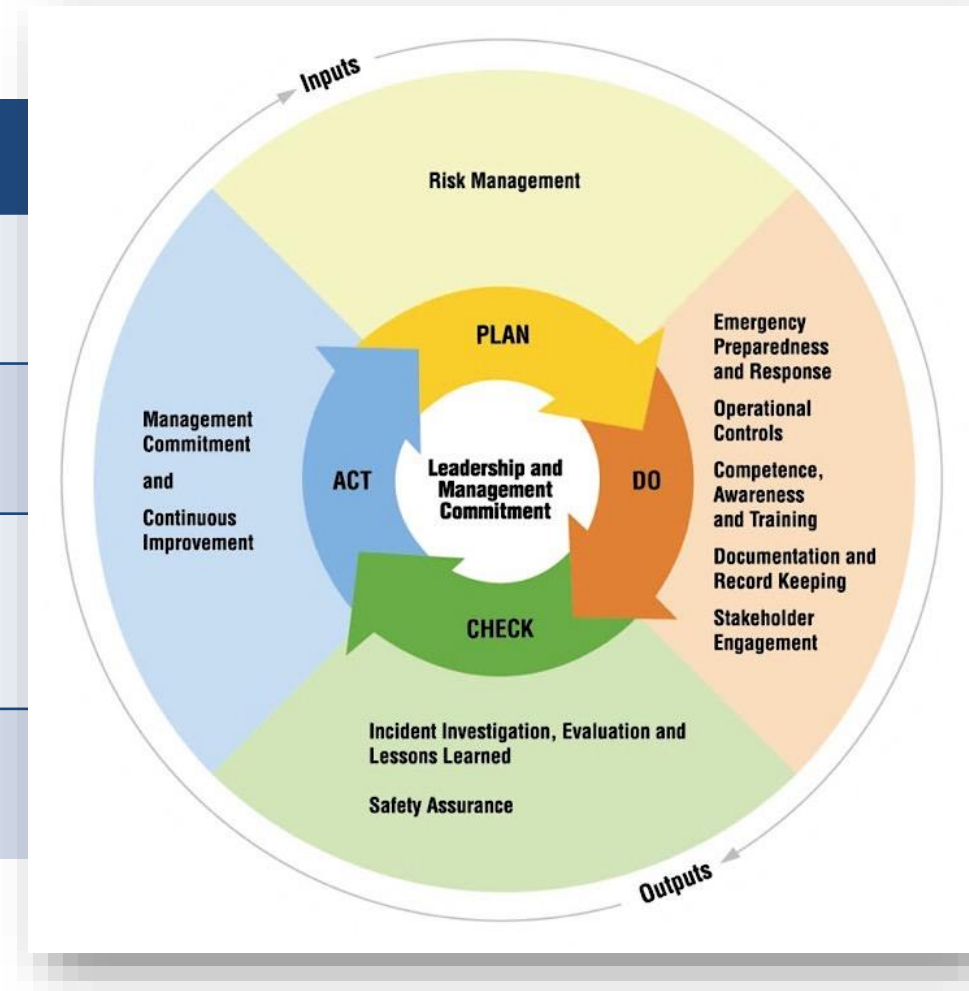 Inputs
Risk Management
PLAN
Emergency
Preparedness
and Response
Operational
Controls
Competence,
Awareness
and Training
Documentation and
Record Keeping
Stakeholder
Engagement
DO
Leadership and
Management
Commitment
ACT
Management
Commitment
and
Continuous
Improvement
CHECK
Incident Investigation, Evaluation and
Lessons Learned
Safety Assurance
Outputs